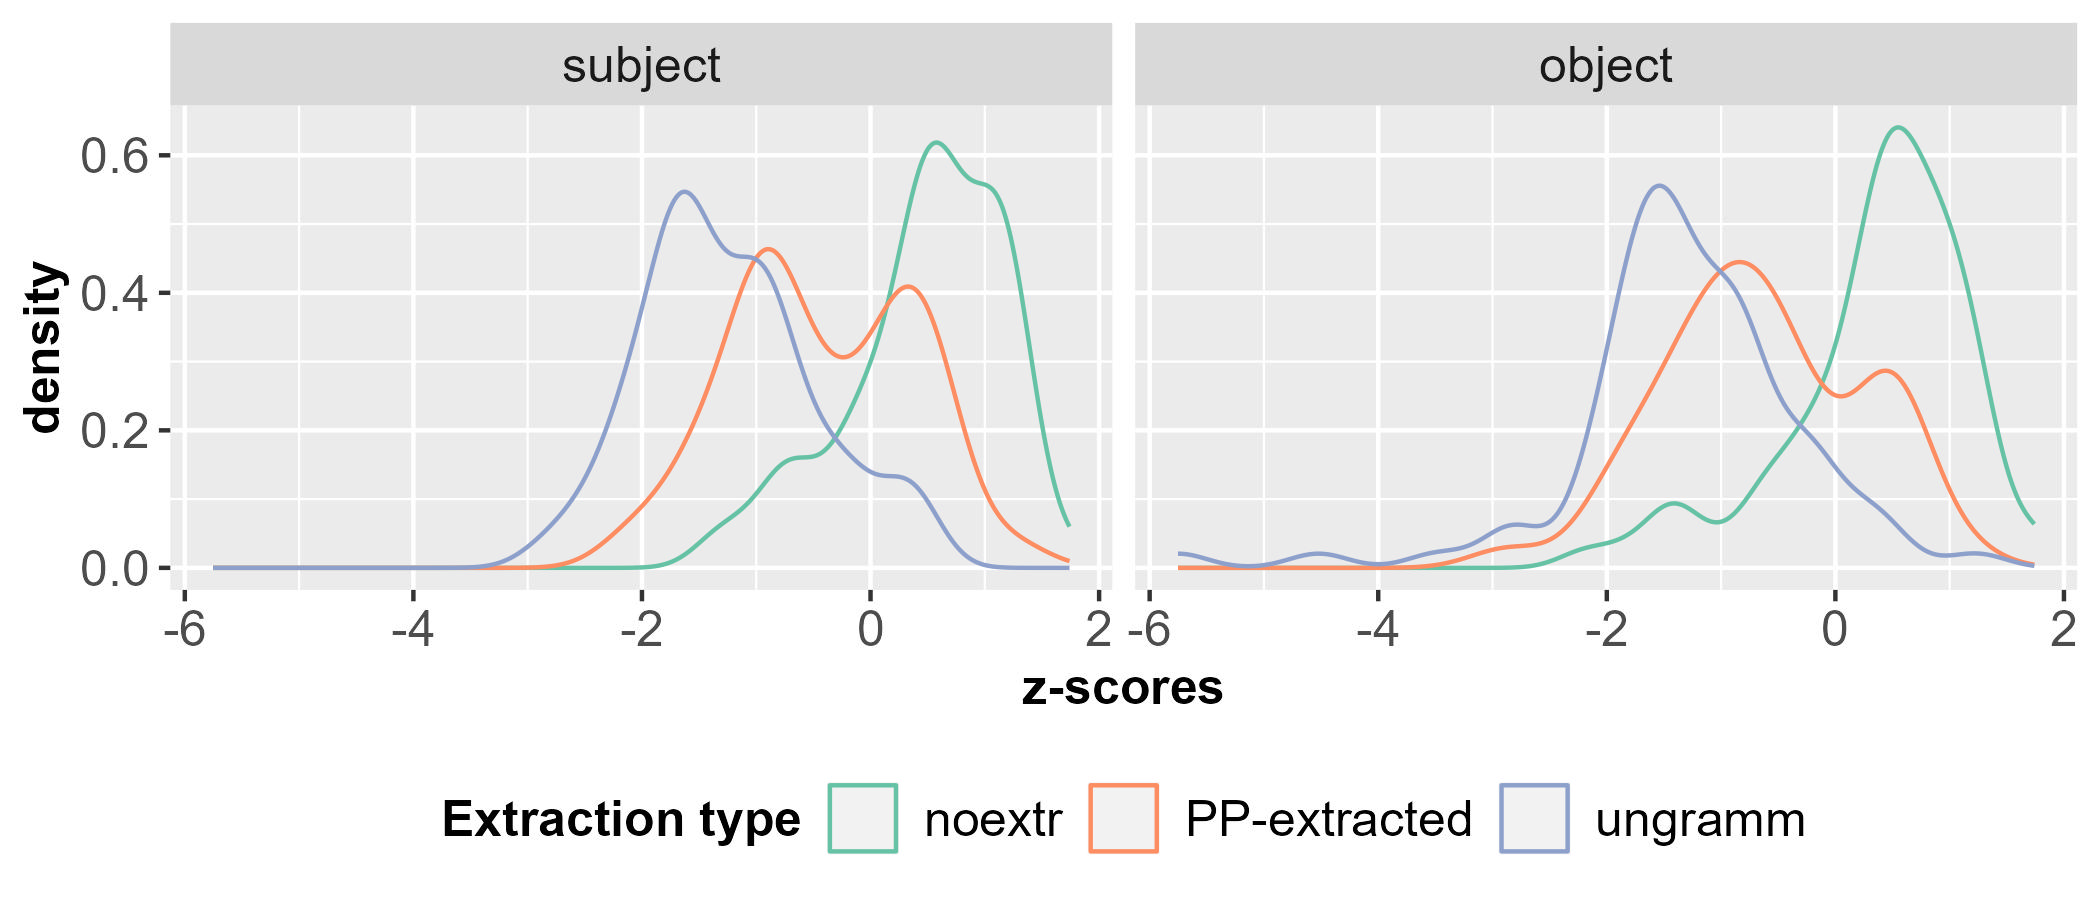 subject object
0.6
0.4
0.2
0.0
density
-6 -4 -2 0 2 -6 -4 -2 0 2
z-scores
Extraction type noextr PP-extracted ungramm